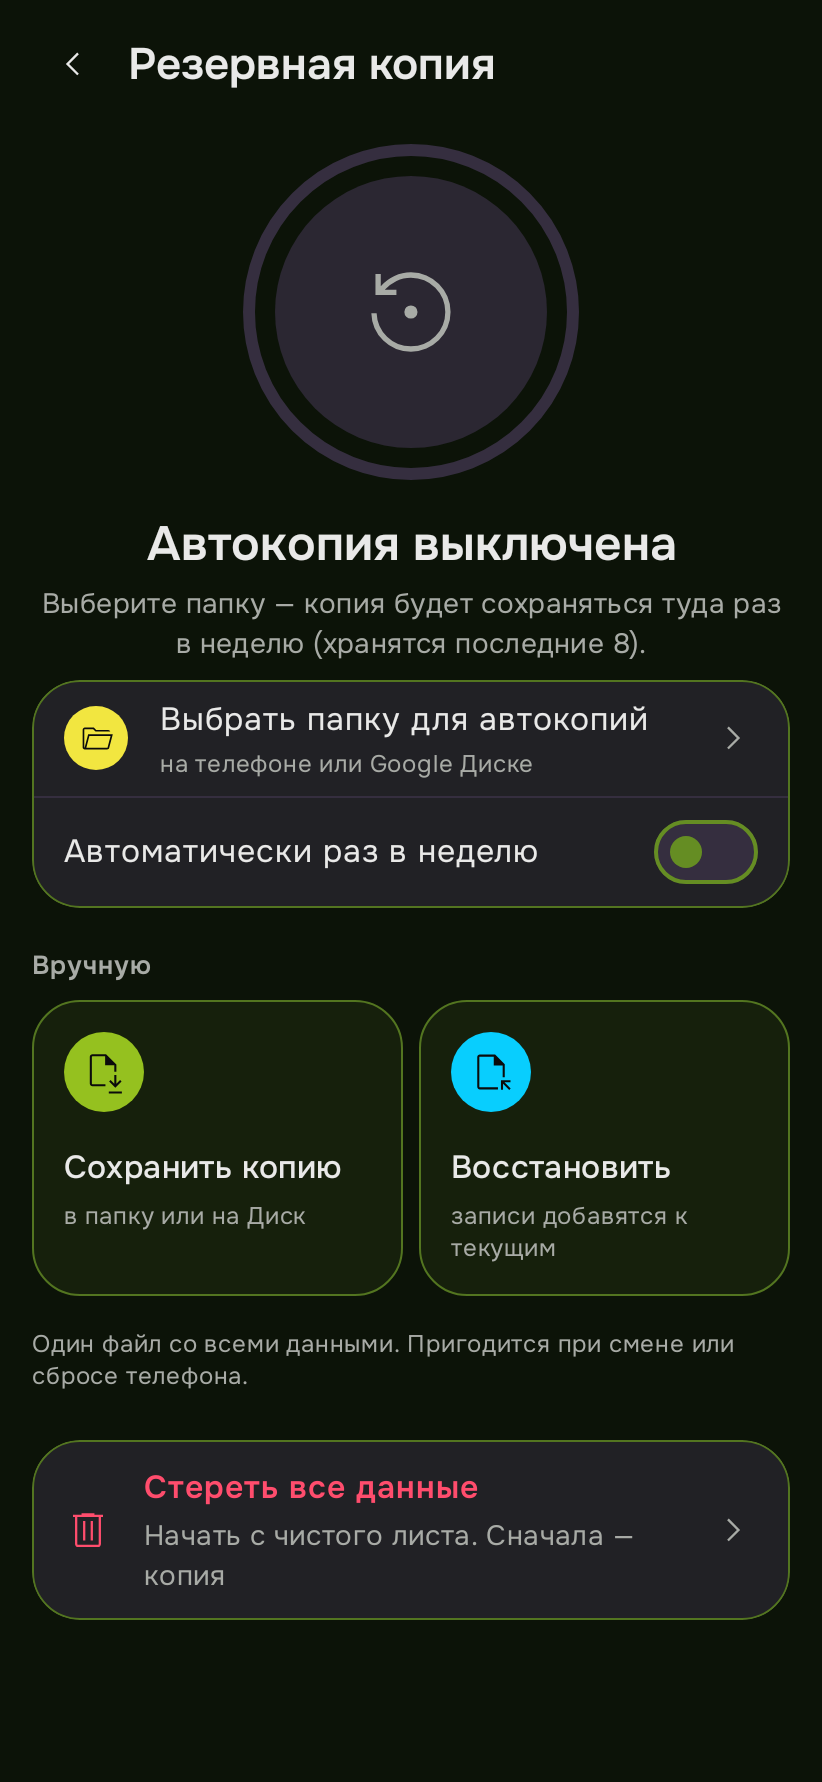 Резервная копия
Автокопия выключена
Выберите папку — копия будет сохраняться туда раз
в неделю (хранятся последние 8).
Выбрать папку для автокопий
на телефоне или Google Диске
Автоматически раз в неделю
Вручную
Сохранить копию
в папку или на Диск
Восстановить
записи добавятся к
текущим
Один файл со всеми данными. Пригодится при смене или
сбросе телефона.
Стереть все данные
Начать с чистого листа. Сначала —
копия